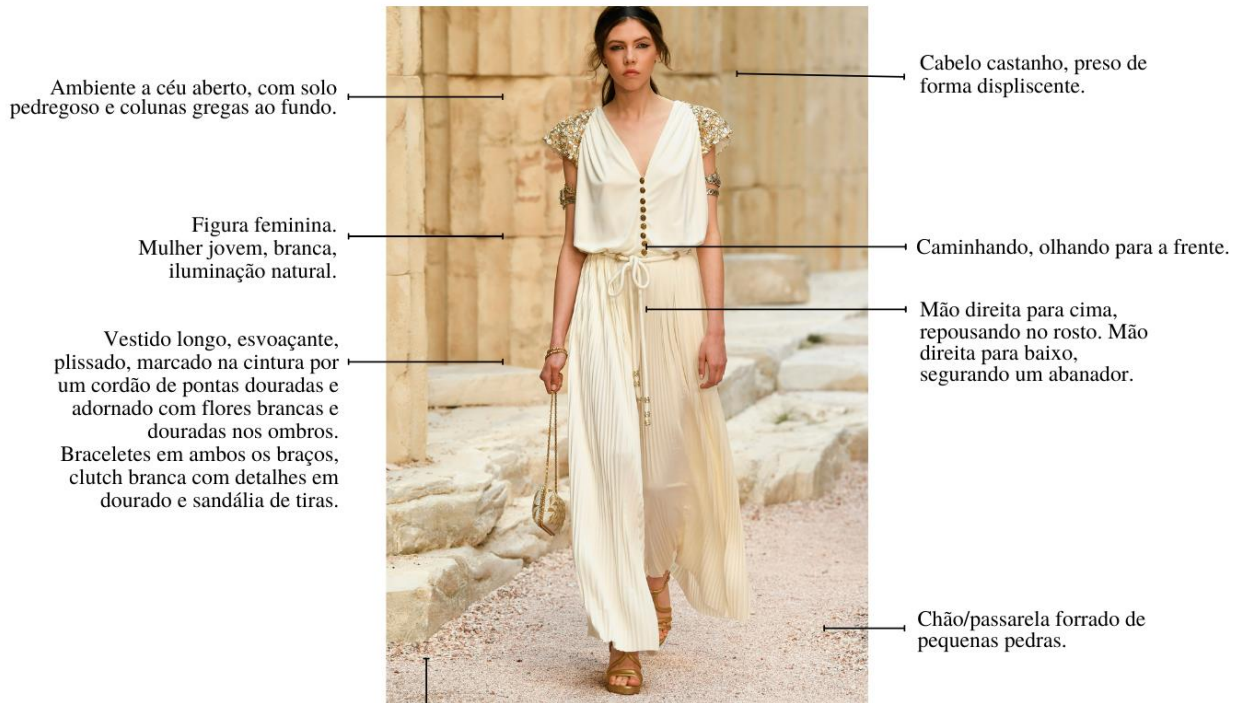 Ambiente a céu aberto, com solo
pedregoso e colunas gregas ao fundo.
Figura feminina.
Mulher jovem, branca,
iluminação natural.
Vestido longo, esvoaçante,
plissado, marcado na cintura por
um cordão de pontas douradas e
adornado com flores brancas e
douradas nos ombros.
Braceletes em ambos os braços,
clutch branca com detalhes em
dourado e sandália de tiras.
Cabelo castanho, preso de
forma displiscente.
Caminhando, olhando para a frente.
Mão direita para cima,
repousando no rosto. Mão
direita para baixo,
segurando um abanador.
Chão/passarela forrado de
pequenas pedras.